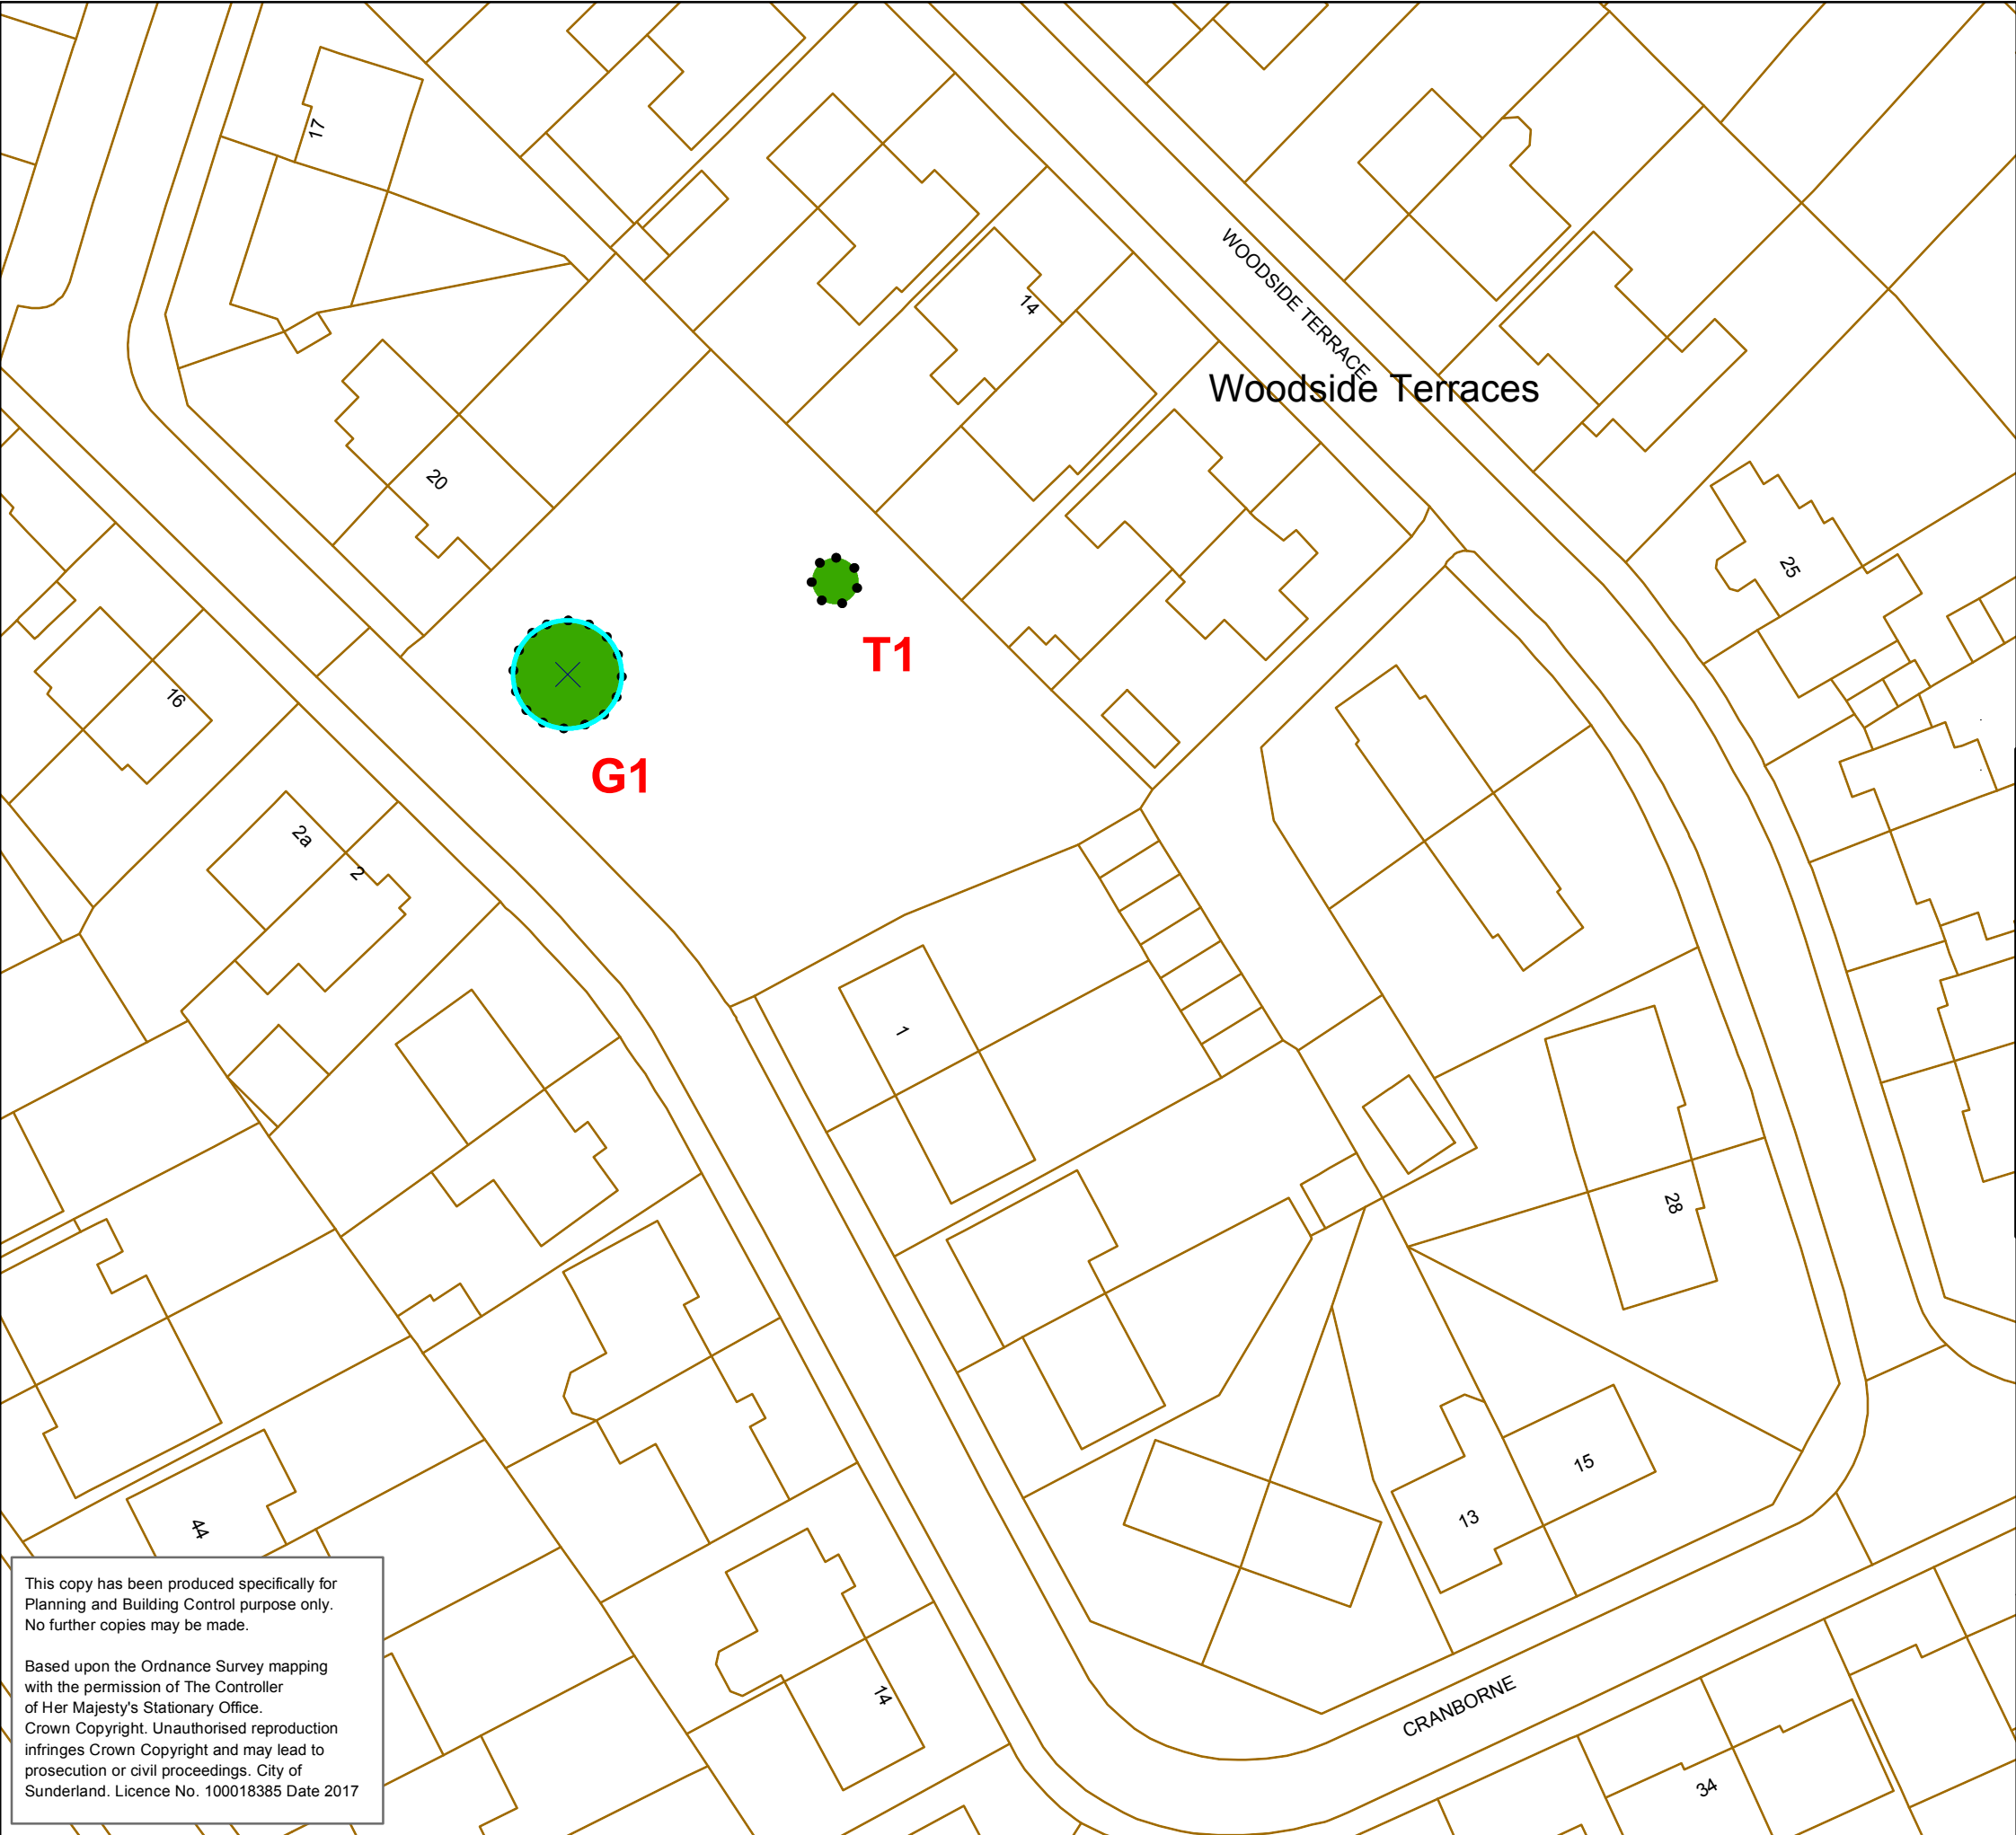 17
14
WOODSIDE TERRACE
Woodside Terraces
20
25
T1
16
G1
2a
2
1
28
15
13
44
14
CRANBORNE
34
This copy has been produced specifically for
Planning and Building Control purpose only.
No further copies may be made.
Based upon the Ordnance Survey mapping
with the permission of The Controller
of Her Majesty's Stationary Office.
Crown Copyright. Unauthorised reproduction
infringes Crown Copyright and may lead to
prosecution or civil proceedings. City of
Sunderland. Licence No. 100018385 Date 2017